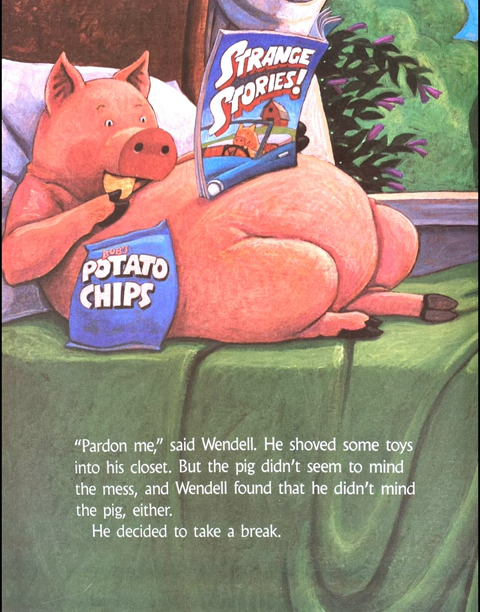 STRANGE
STORIES!
BOB'S
POTATO
CHIPS
“Pardon me,” said Wendell. He shoved some toys
into his closet. But the pig didn't seem to mind
the mess, and Wendell found that he didn't mind
the pig, either.
He decided to take a break.